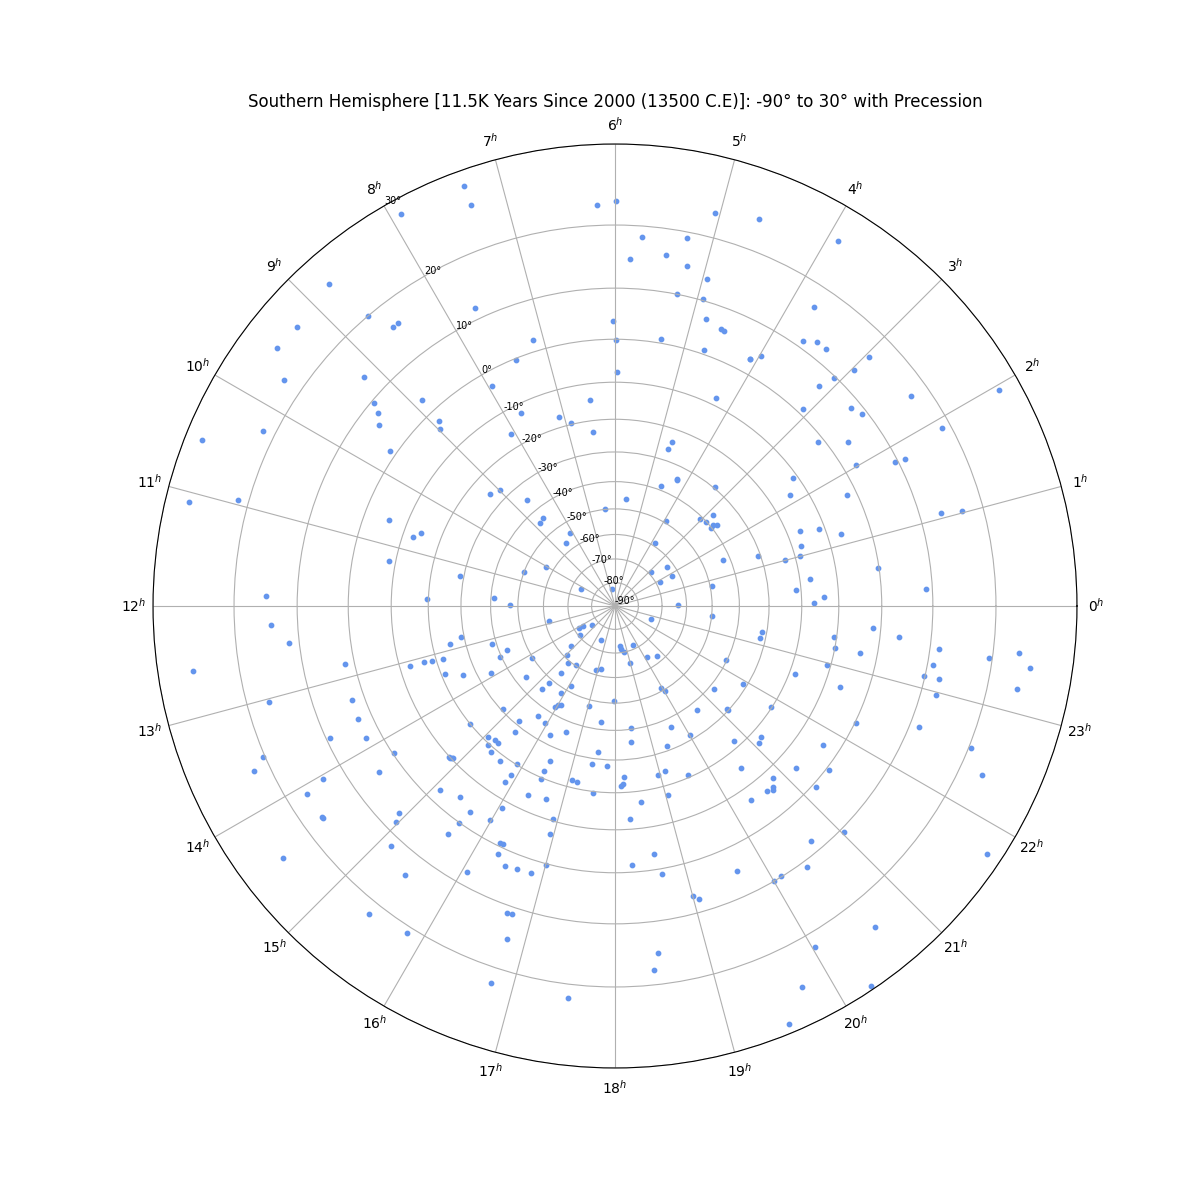 Southern Hemisphere [11.5K Years Since 2000 (13500 C.E)]: -90° to 30° with Precession
6ʰ
7ʰ
5ʰ
8ʰ
4ʰ
30°
9ʰ
3ʰ
20°
10°
10ʰ
2ʰ
0°
-10°
-20°
-30°
11ʰ
1ʰ
-40°
-50°
-60°
-70°
-80°
-90°
12ʰ
0ʰ
13ʰ
23ʰ
14ʰ
22ʰ
15ʰ
21ʰ
16ʰ
20ʰ
17ʰ
19ʰ
18ʰ